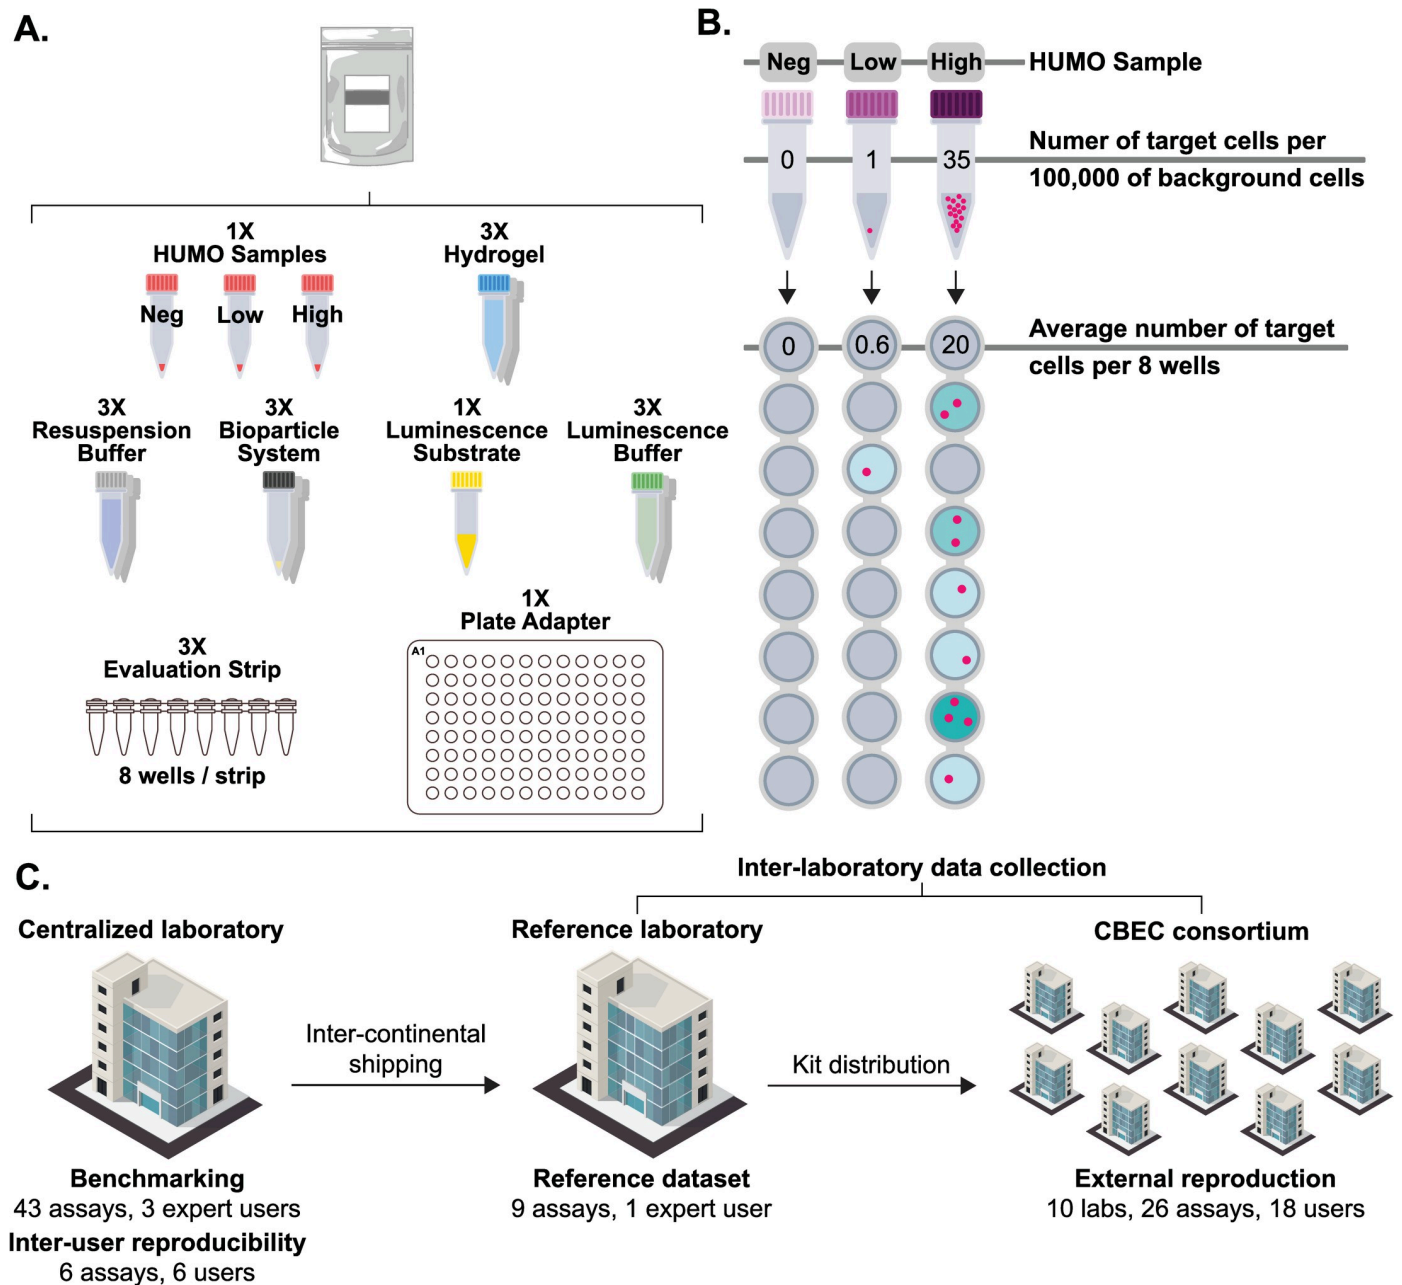 A.
1X
HUMO Samples
Neg
Low
High
3X
Hydrogel
3X
Resuspension
Buffer
3X
Bioparticle
System
1X
Luminescence
Substrate
3X
Luminescence
Buffer
3X
Evaluation Strip
8 wells / strip
1X
Plate Adapter
A1
B.
Neg
Low
High
HUMO Sample
0
1
35
Numer of target cells per
100,000 of background cells
0
0.6
20
Average number of target
cells per 8 wells
C.
Inter-laboratory data collection
Centralized laboratory
Reference laboratory
CBEC consortium
Inter-continental
shipping
Kit distribution
Benchmarking
43 assays, 3 expert users
Inter-user reproducibility
6 assays, 6 users
Reference dataset
9 assays, 1 expert user
External reproduction
10 labs, 26 assays, 18 users